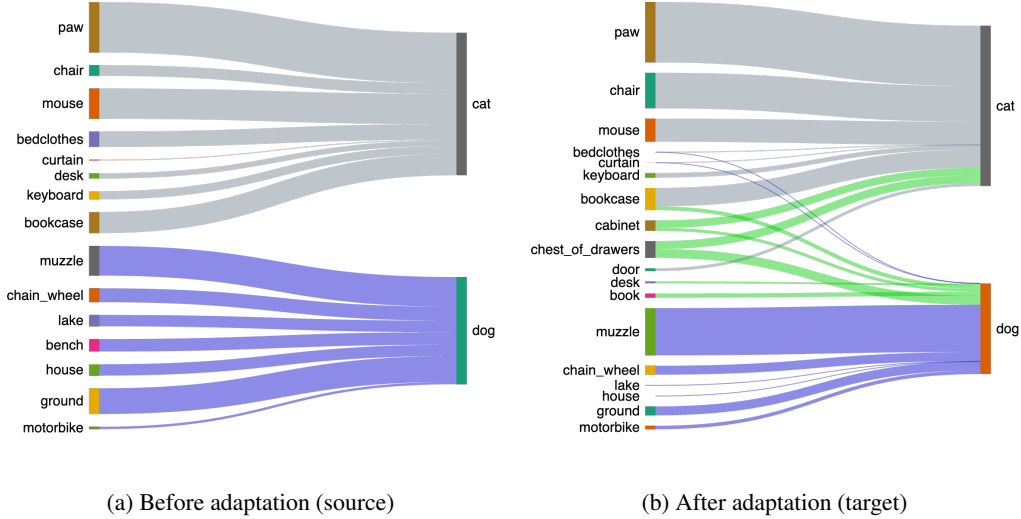 paw
chair
mouse
bedclothes
curtain
desk
keyboard
bookcase
muzzle
chain_wheel
lake
bench
house
ground
motorbike
cat
dog
(a) Before adaptation (source)
paw
chair
mouse
bedclothes
curtain
keyboard
bookcase
cabinet
chest_of_drawers
door
desk
book
muzzle
chain_wheel
lake
house
ground
motorbike
cat
dog
(b) After adaptation (target)